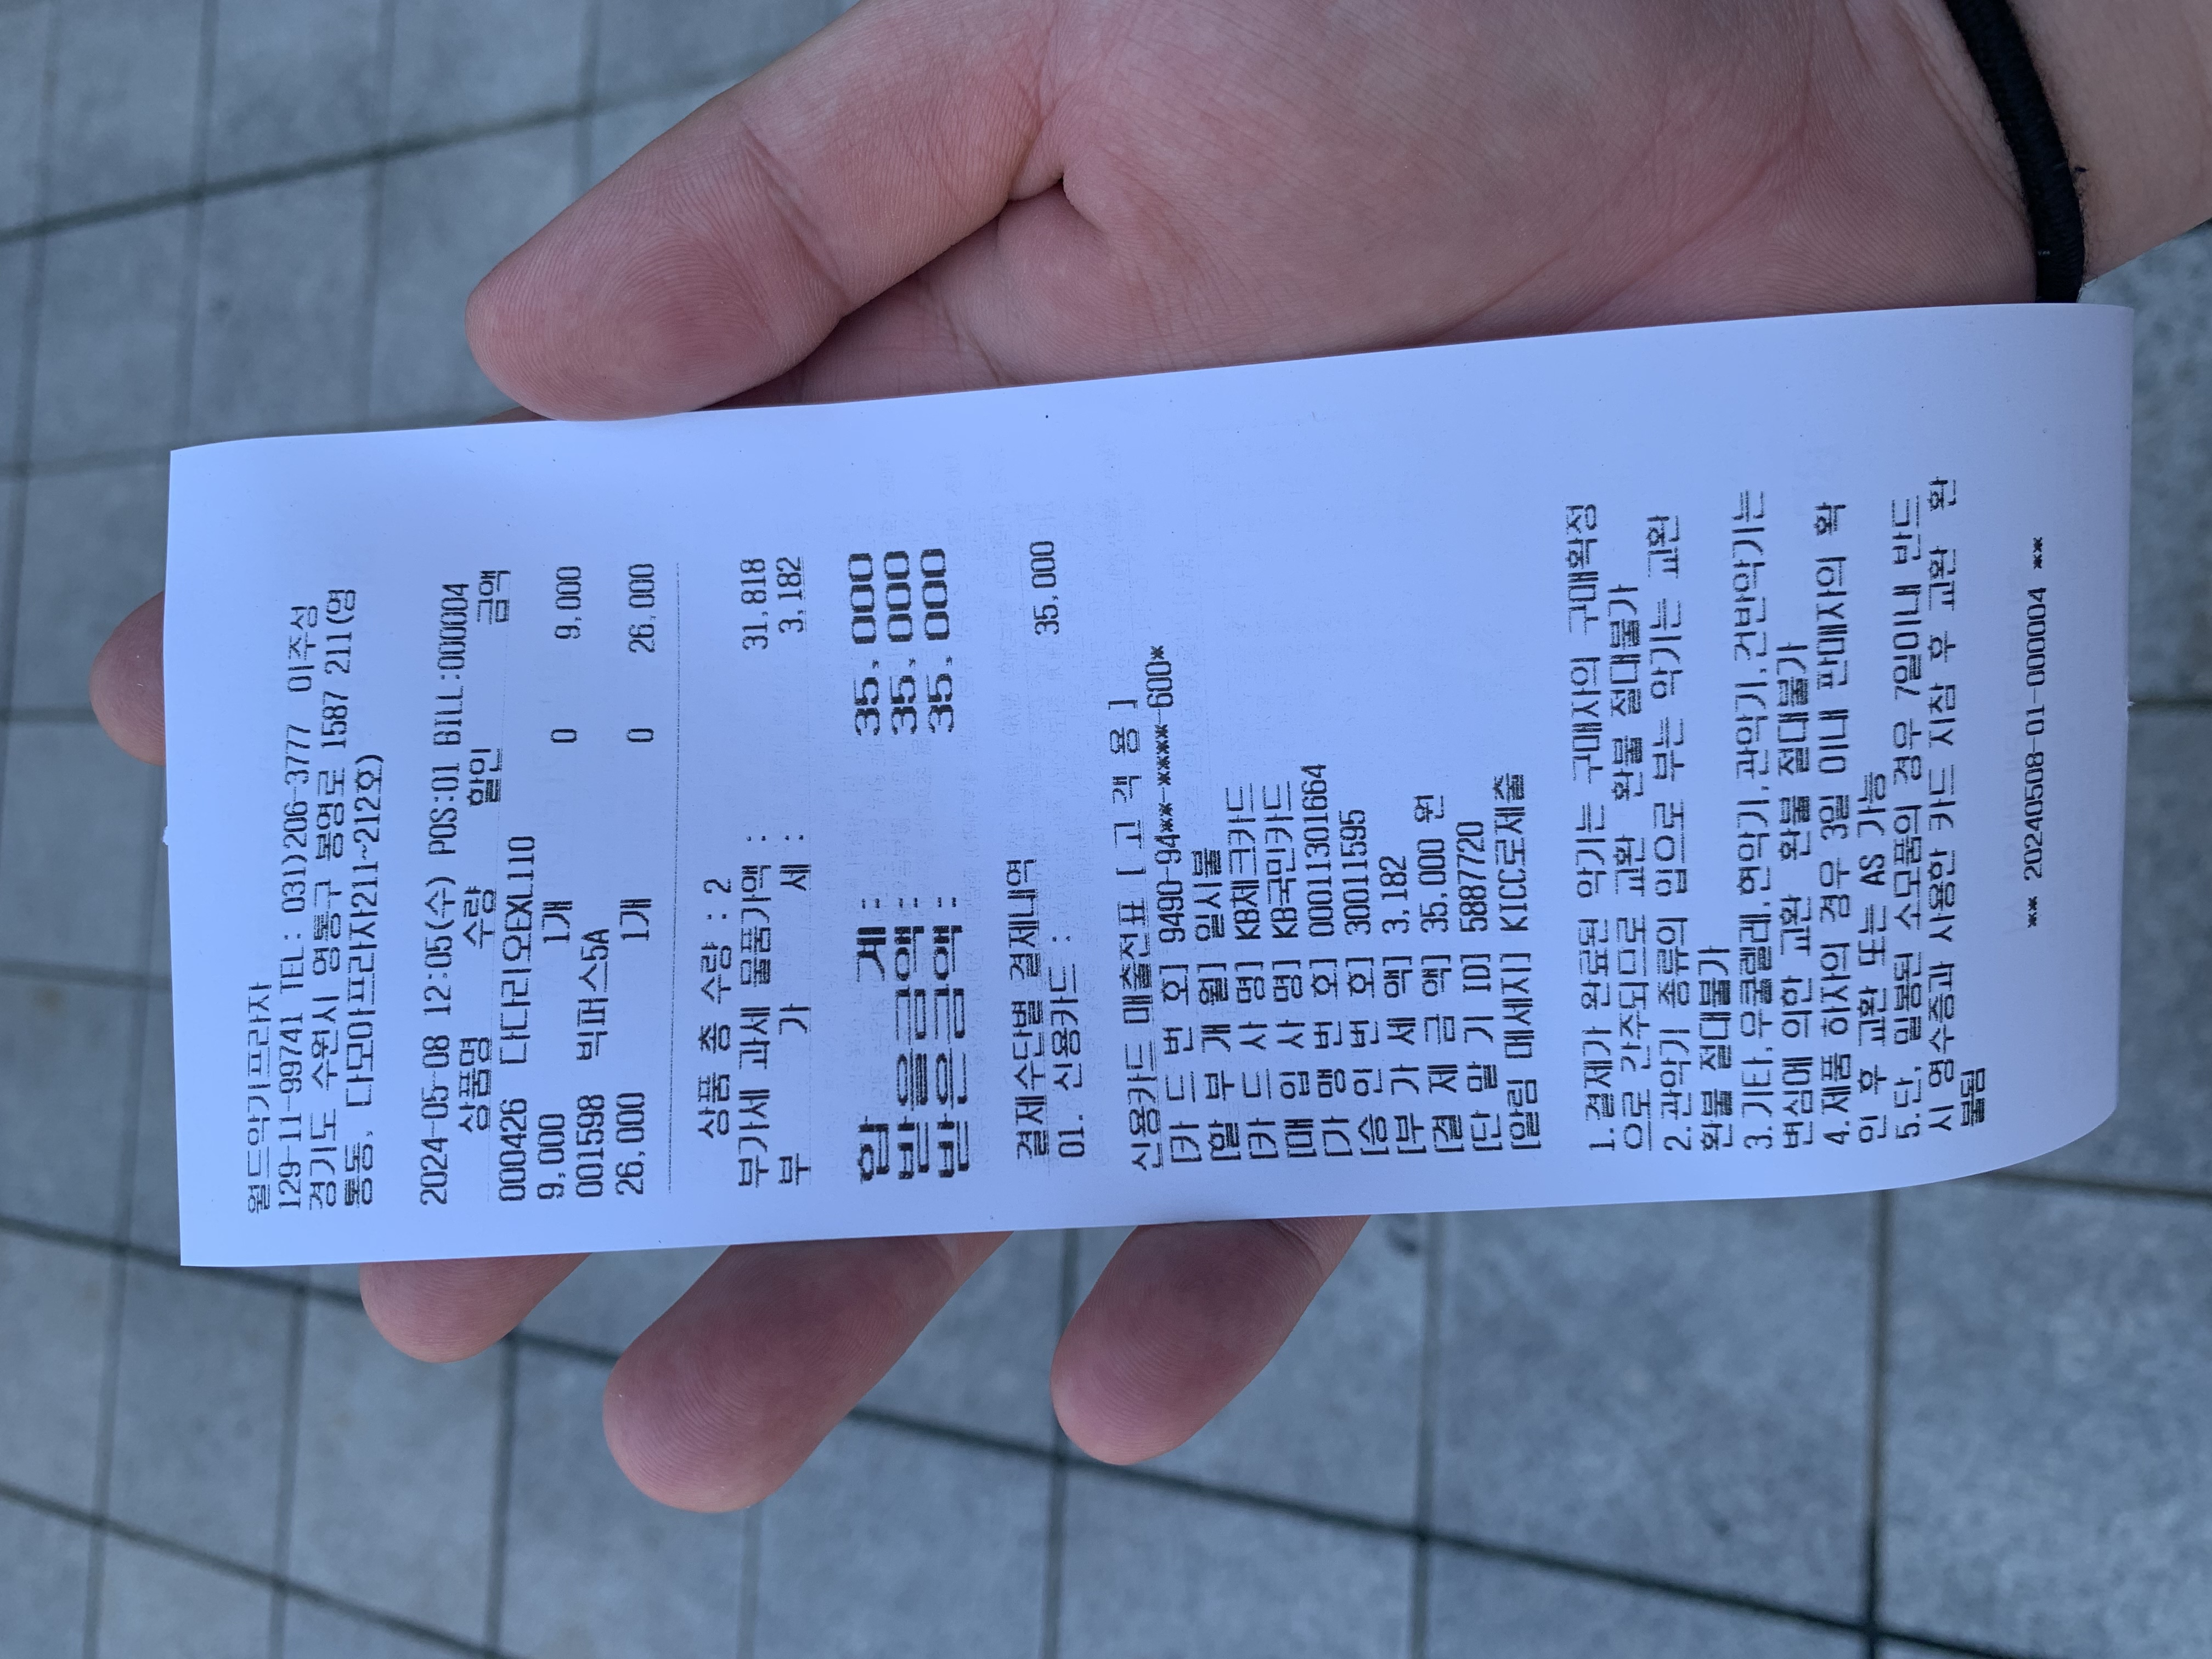 월드악기프라자
129-11-99741 TEL: 031)206-3777 이주성
경기도 수원시 영통구 봉영로 1587 211(영
통동, 다모아프라자211~212호)
2024-05-08 12:05(수) POS:01 BILL:000004
상품명 수량 할인 금액
000426 다다리오EXL110
9,000 1개 0 9,000
001598 빅퍼스5A
26,000 1개 0 26,000
상품 총 수량 : 2
부가세 과세 물품가액 : 31,818
부 가 세 : 3,182
합 계 : 35,000
받을금액 : 35,000
받은금액 : 35,000
결제수단별 결제내역
01. 신용카드 : 35,000
신용카드 매출전표 [ 고 객 용 ]
[카 드 번 호] 9490-94**-****-600*
[할 부 개 월] 일시불
[카 드 사 명] KB체크카드
[매 입 사 명] KB국민카드
[가 맹 번 호] 00011301664
[승 인 번 호] 30011595
[부 가 세 액] 3,182
[결 제 금 액] 35,000 원
[단 말 기 ID] 5887720
[알림 메세지] KICC로제출
1.결제가 완료된 악기는 구매자의 구매확정
으로 간주되므로 교환 환불 절대불가
2.관악기 종류의 입으로 부는 악기는 교환
환불 절대불가
3.기타,우쿨렐레,현악기,관악기,건반악기는
변심에 의한 교환 환불 절대불가
4.제품 하자의 경우 3일 이내 판매자의 확
인 후 교환 또는 AS 가능
5.단, 밀봉된 소모품의 경우 7일이내 반드
시 영수증과 사용한 카드 지참 후 교환 환
불됨
** 20240508-01-000004 **